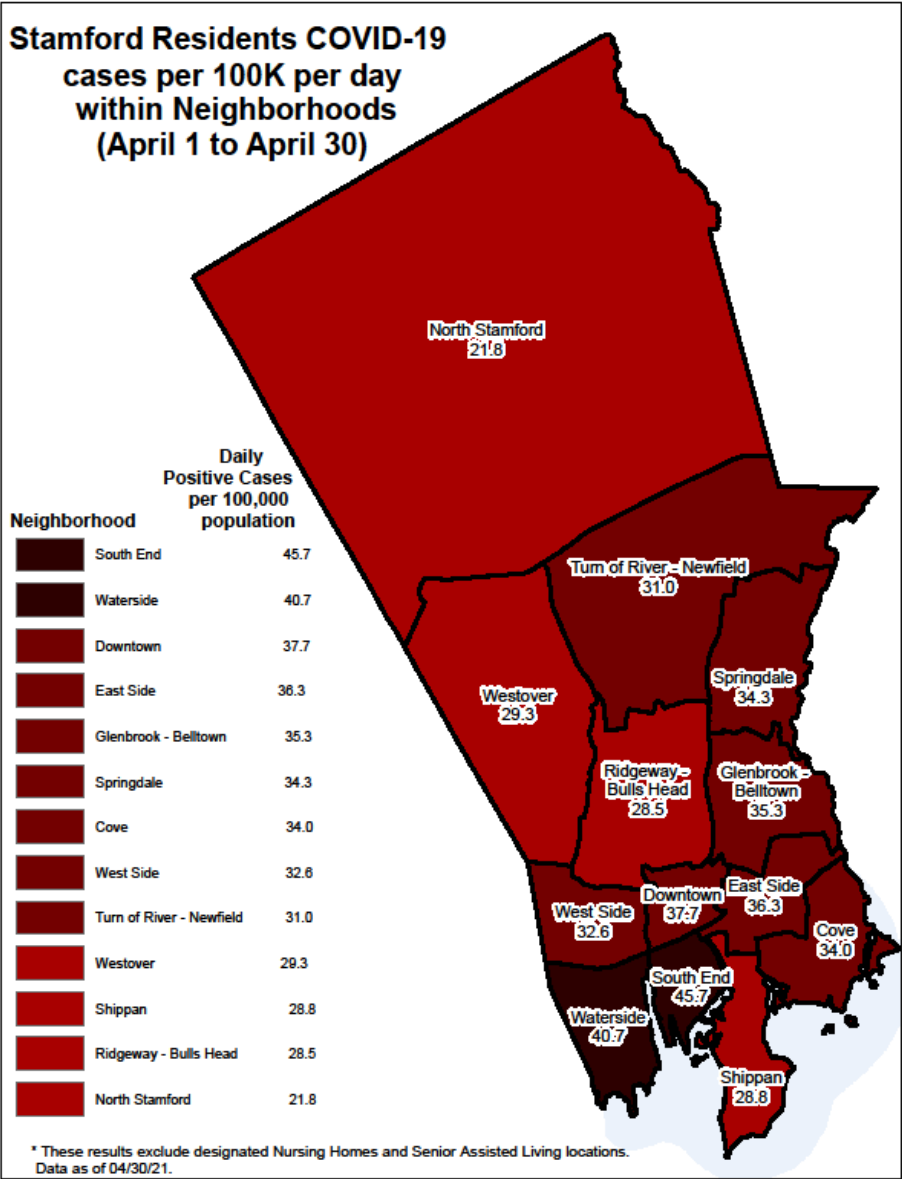 Stamford Residents COVID-19
cases per 100K per day
within Neighborhoods
(April 1 to April 30)
North Stamford
21.8
Turn of River - Newfield
31.0
Springdale
34.3
Westover
29.3
Ridgeway -
Bulls Head
28.5
Glenbrook -
Belltown
35.3
West Side
32.6
Downtown
37.7
East Side
36.3
Cove
34.0
South End
45.7
Waterside
40.7
Shippan
28.8
Daily
Positive Cases
per 100,000
Neighborhood population
South End 45.7
Waterside 40.7
Downtown 37.7
East Side 36.3
Glenbrook - Belltown 35.3
Springdale 34.3
Cove 34.0
West Side 32.6
Turn of River - Newfield 31.0
Westover 29.3
Shippan 28.8
Ridgeway - Bulls Head 28.5
North Stamford 21.8
* These results exclude designated Nursing Homes and Senior Assisted Living locations.
Data as of 04/30/21.